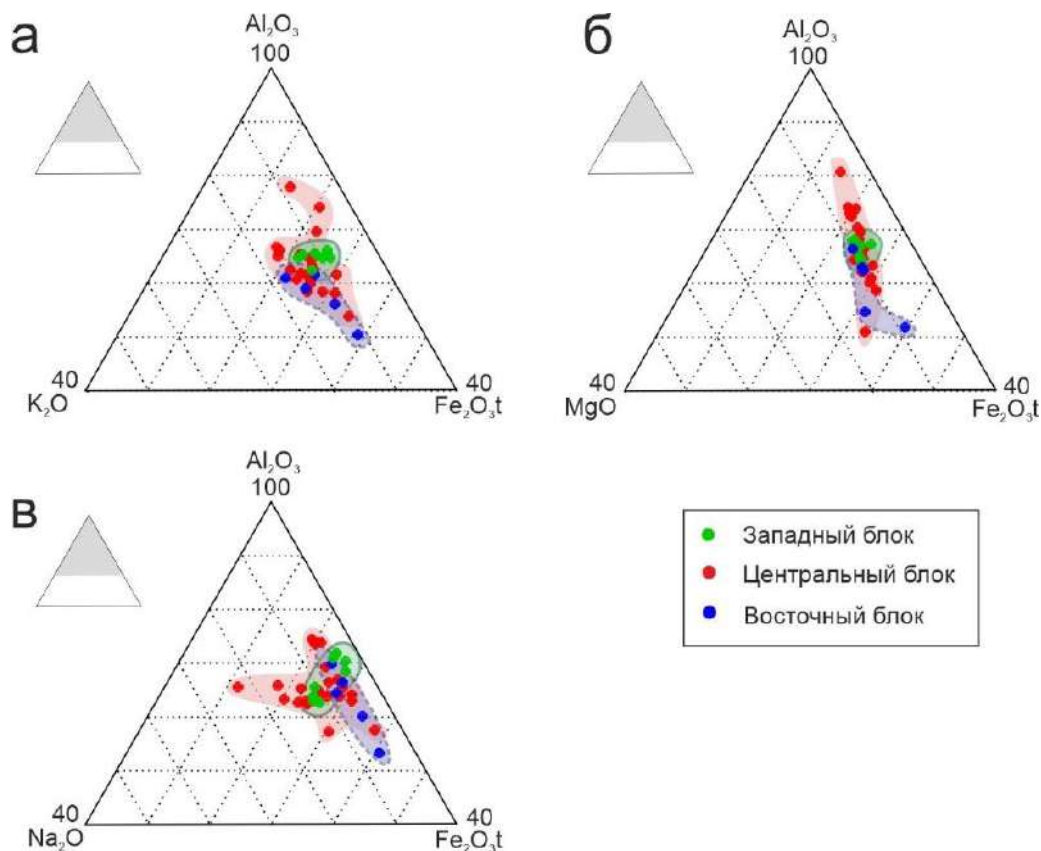 а
Al₂O₃
100
40
K₂O
40
Fe₂O₃t
б
Al₂O₃
100
40
MgO
40
Fe₂O₃t
в
Al₂O₃
100
40
Na₂O
40
Fe₂O₃t
Западный блок
Центральный блок
Восточный блок